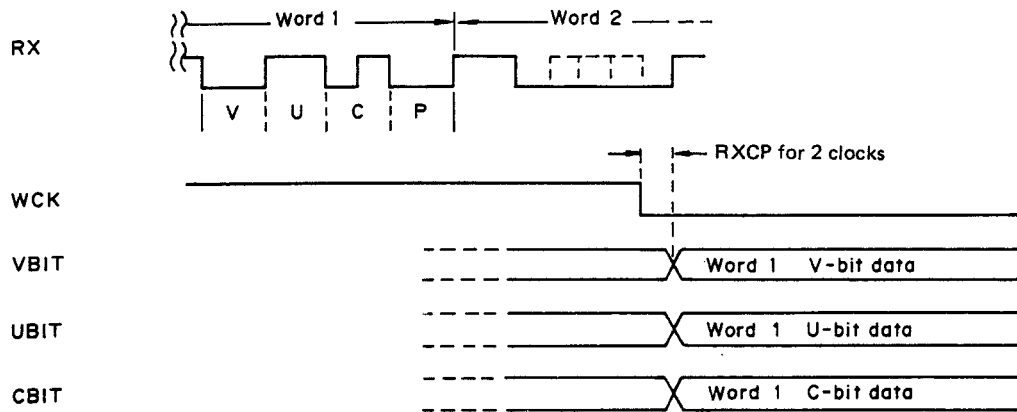 Word 1 Word 2
RX
V U C P
RXCP for 2 clocks
WCK
VBIT Word 1 V-bit data
UBIT Word 1 U-bit data
CBIT Word 1 C-bit data